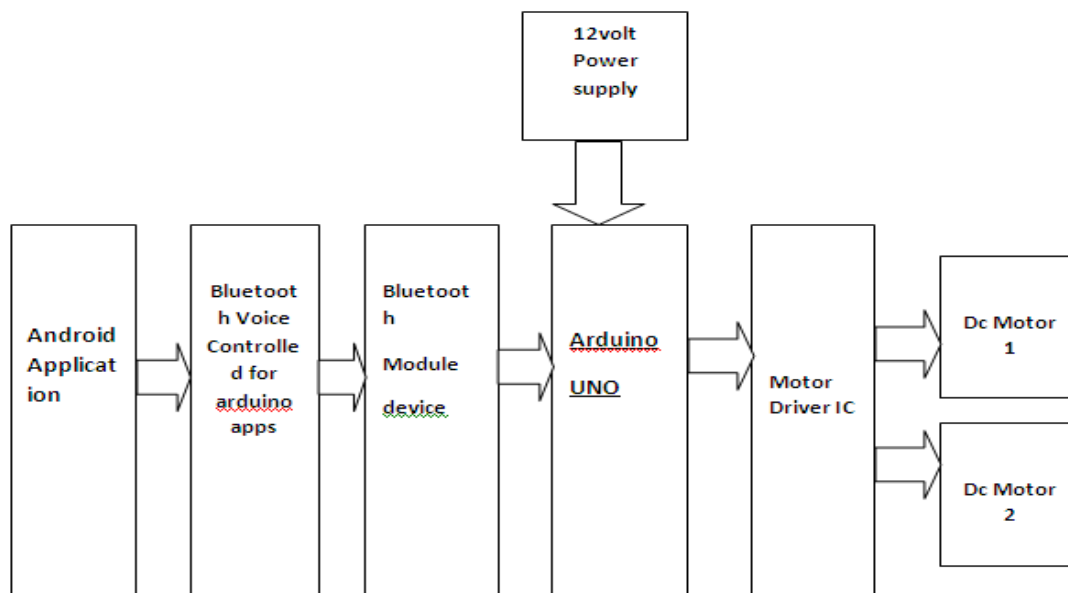 12volt
Power
supply
Android
Applicat
ion
Bluetoot
h Voice
Controlle
d for
arduino
apps
Bluetoot
h
Module
device
Arduino
UNO
Motor
Driver IC
Dc Motor
1
Dc Motor
2